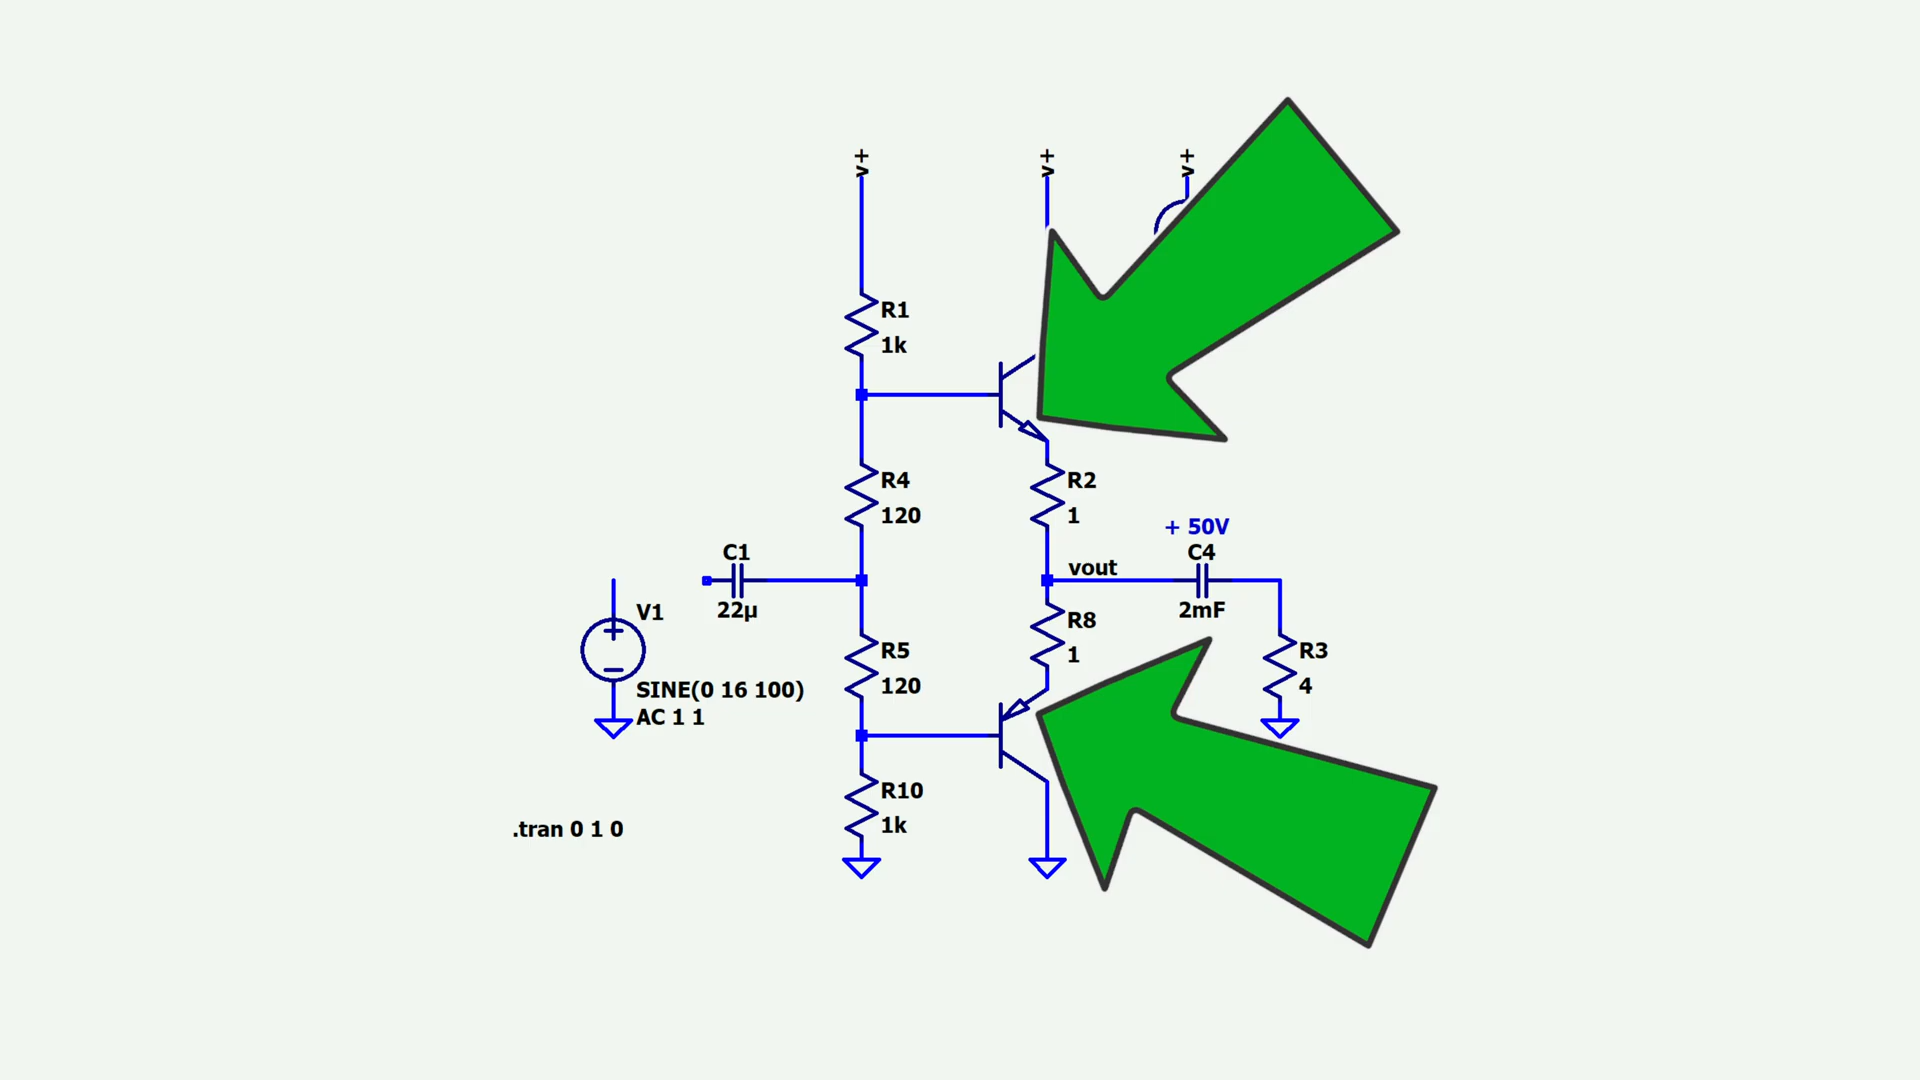 v+
v+
v+
R1
1k
R4
120
R2
1
+ 50V
C1
22µ
vout
C4
2mF
V1
SINE(0 16 100)
AC 1 1
R5
120
R8
1
R3
4
R10
1k
.tran 0 1 0